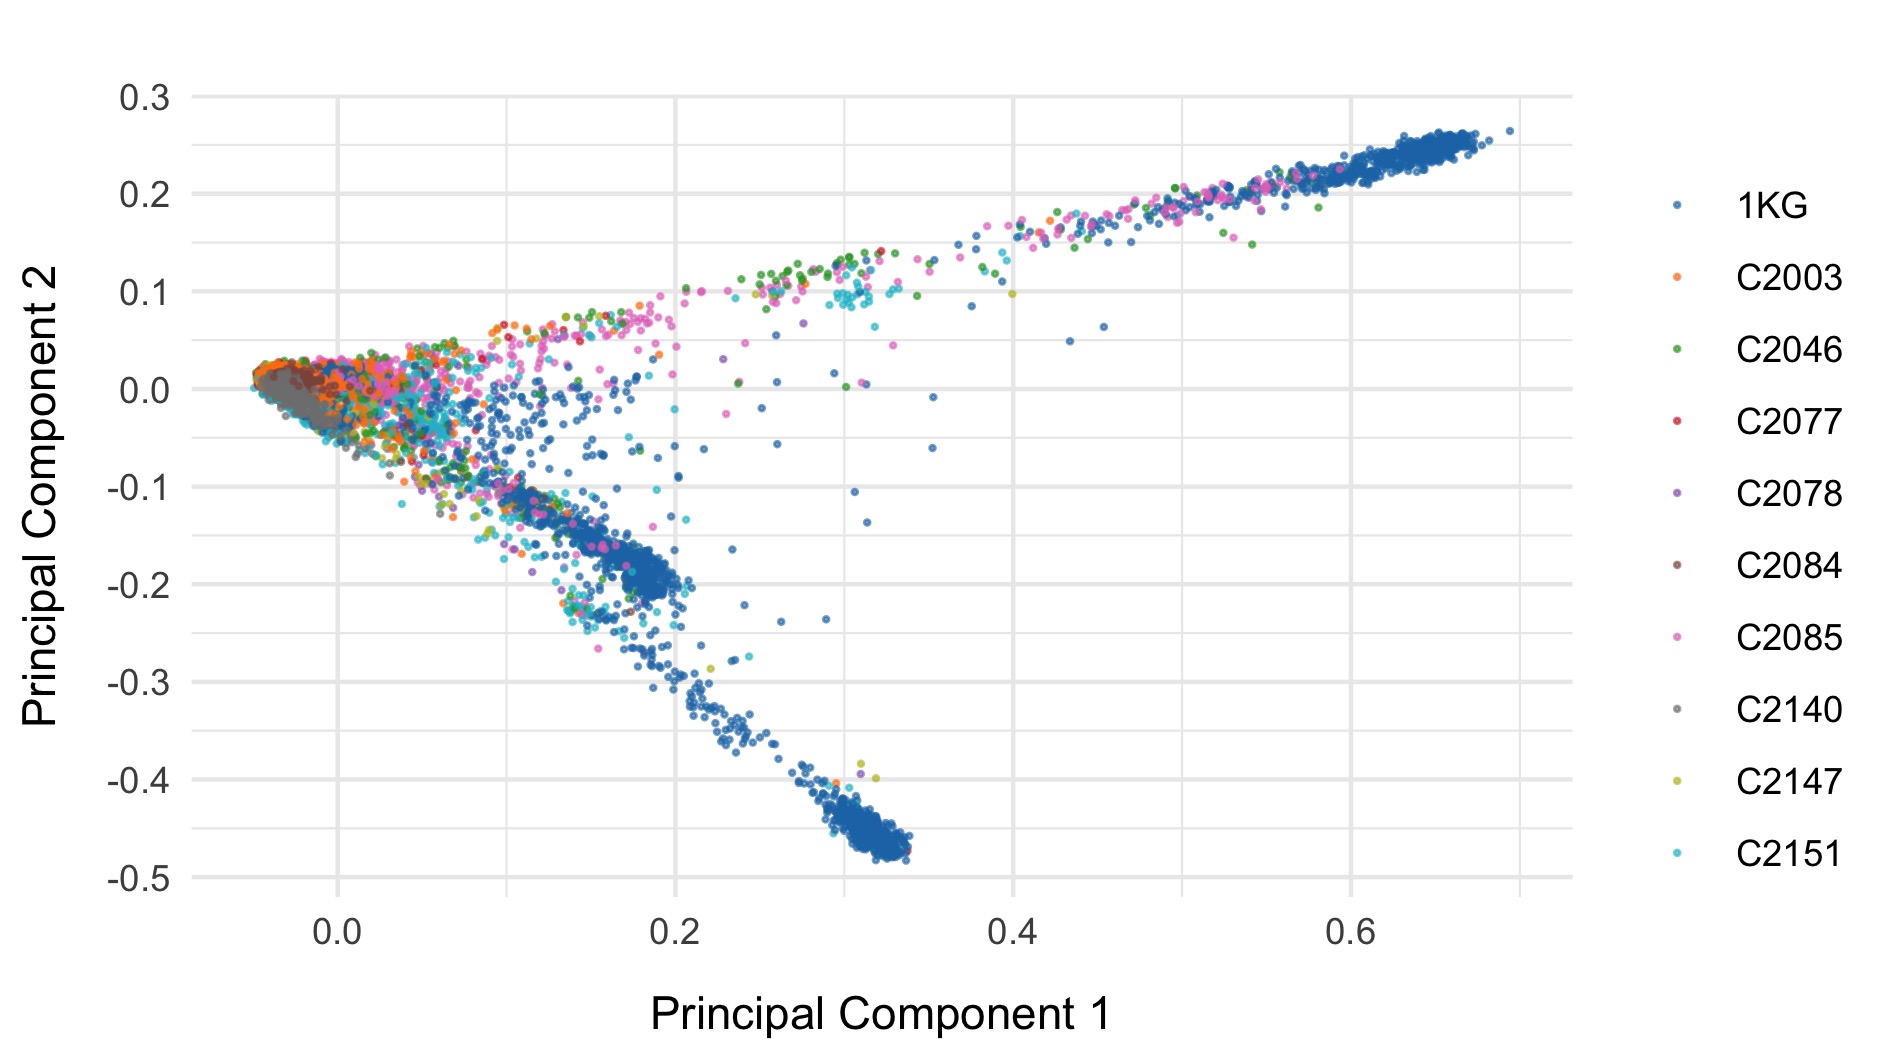 0.3
0.2
0.1
0.0
-0.1
-0.2
-0.3
-0.4
-0.5
Principal Component 2
0.0 0.2 0.4 0.6
Principal Component 1
1KG
C2003
C2046
C2077
C2078
C2084
C2085
C2140
C2147
C2151